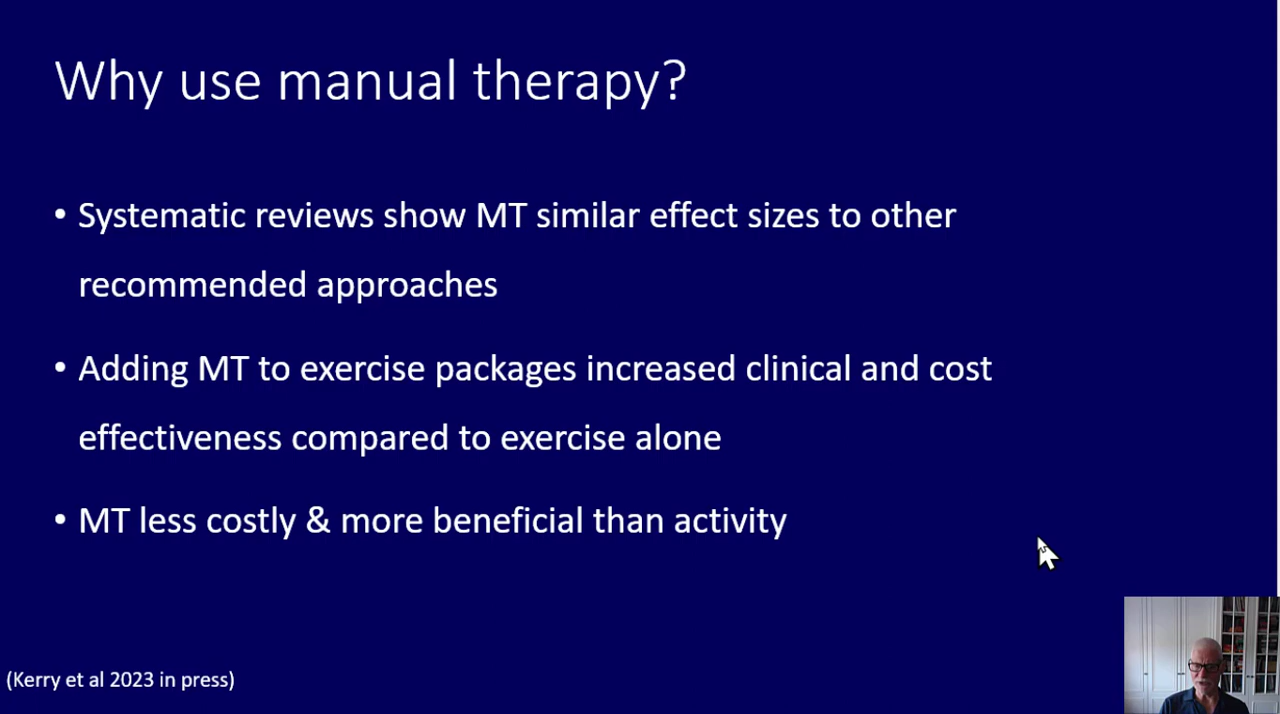 Why use manual therapy?
• Systematic reviews show MT similar effect sizes to other
recommended approaches
• Adding MT to exercise packages increased clinical and cost
effectiveness compared to exercise alone
• MT less costly & more beneficial than activity
(Kerry et al 2023 in press)